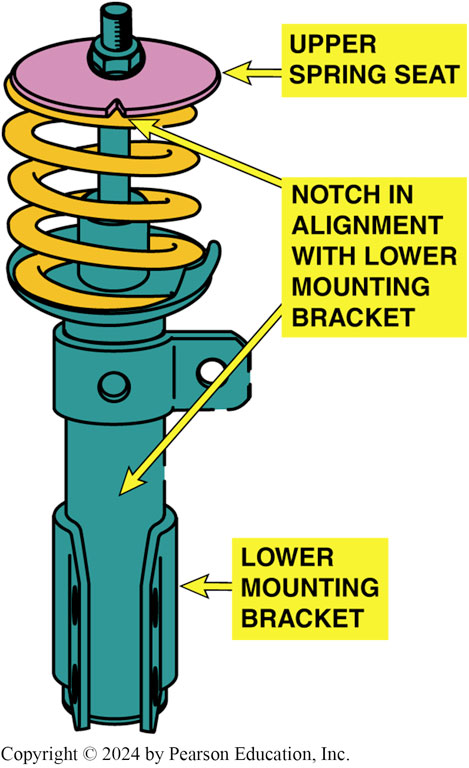 UPPER
SPRING SEAT
NOTCH IN
ALIGNMENT
WITH LOWER
MOUNTING
BRACKET
LOWER
MOUNTING
BRACKET
Copyright © 2024 by Pearson Education, Inc.